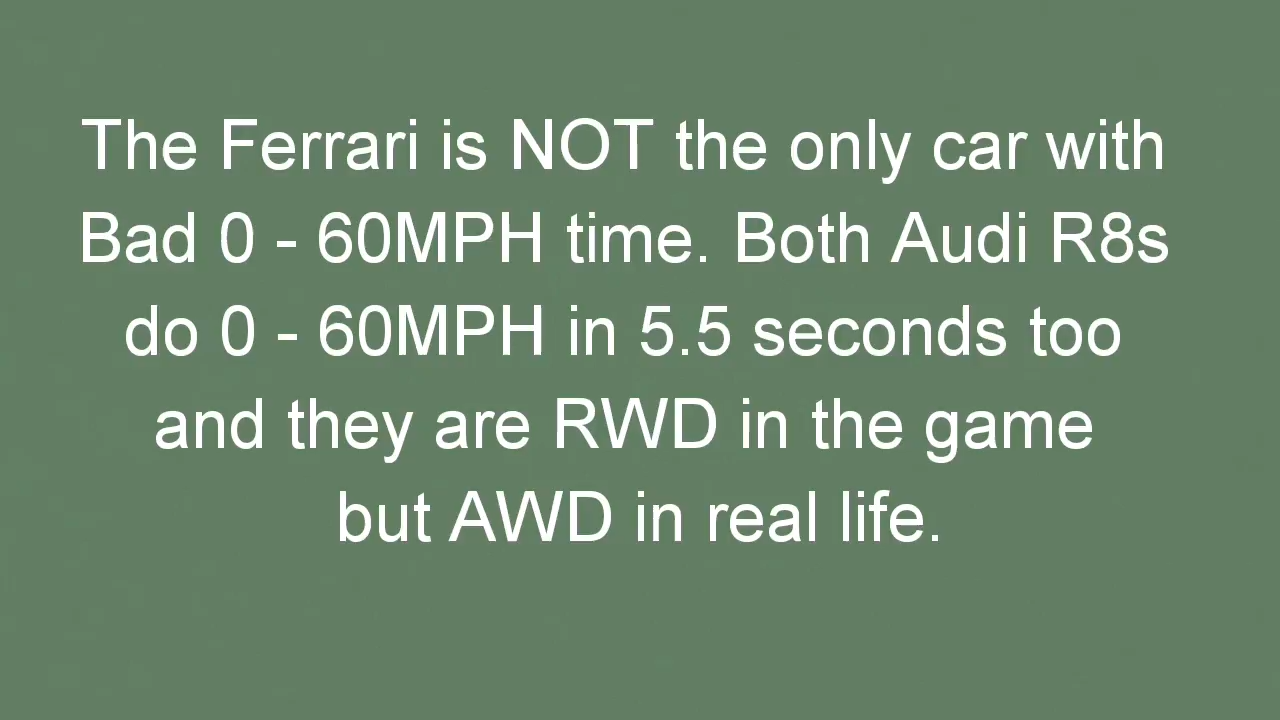 The Ferrari is NOT the only car with
Bad 0 - 60MPH time. Both Audi R8s
do 0 - 60MPH in 5.5 seconds too
and they are RWD in the game
but AWD in real life.